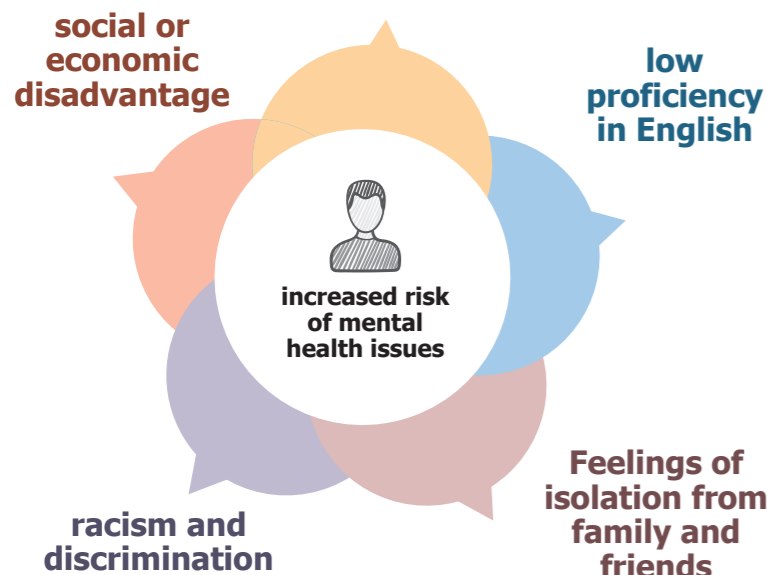 social or
economic
disadvantage
low
proficiency
in English
increased risk
of mental
health issues
Feelings of
isolation from
family and
friends
racism and
discrimination